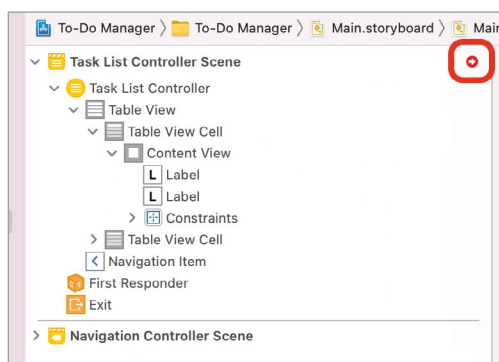 To-Do Manager 〉 To-Do Manager 〉 Main.storyboard 〉 Mair
Task List Controller Scene
Task List Controller
Table View
Table View Cell
Content View
L Label
L Label
Constraints
Table View Cell
Navigation Item
First Responder
Exit
Navigation Controller Scene